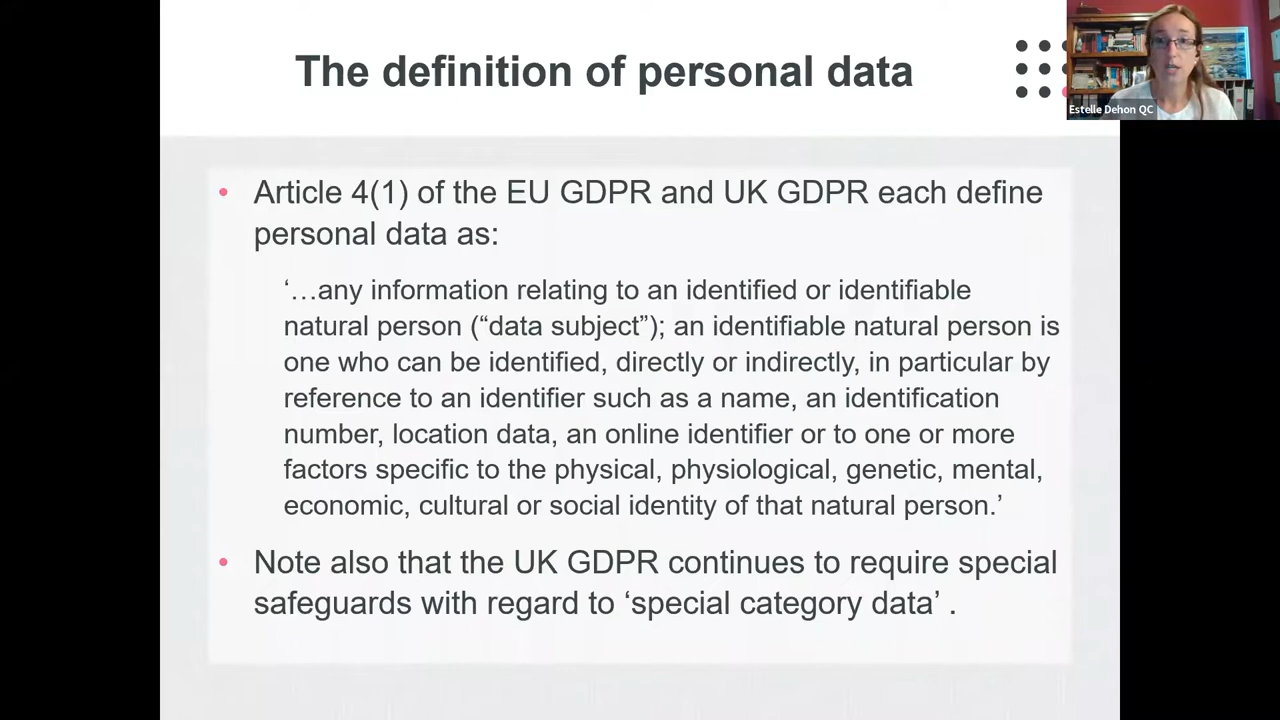 The definition of personal data
Estelle Dehon QC
• Article 4(1) of the EU GDPR and UK GDPR each define
personal data as:
‘…any information relating to an identified or identifiable
natural person (“data subject”); an identifiable natural person is
one who can be identified, directly or indirectly, in particular by
reference to an identifier such as a name, an identification
number, location data, an online identifier or to one or more
factors specific to the physical, physiological, genetic, mental,
economic, cultural or social identity of that natural person.’
• Note also that the UK GDPR continues to require special
safeguards with regard to ‘special category data’ .